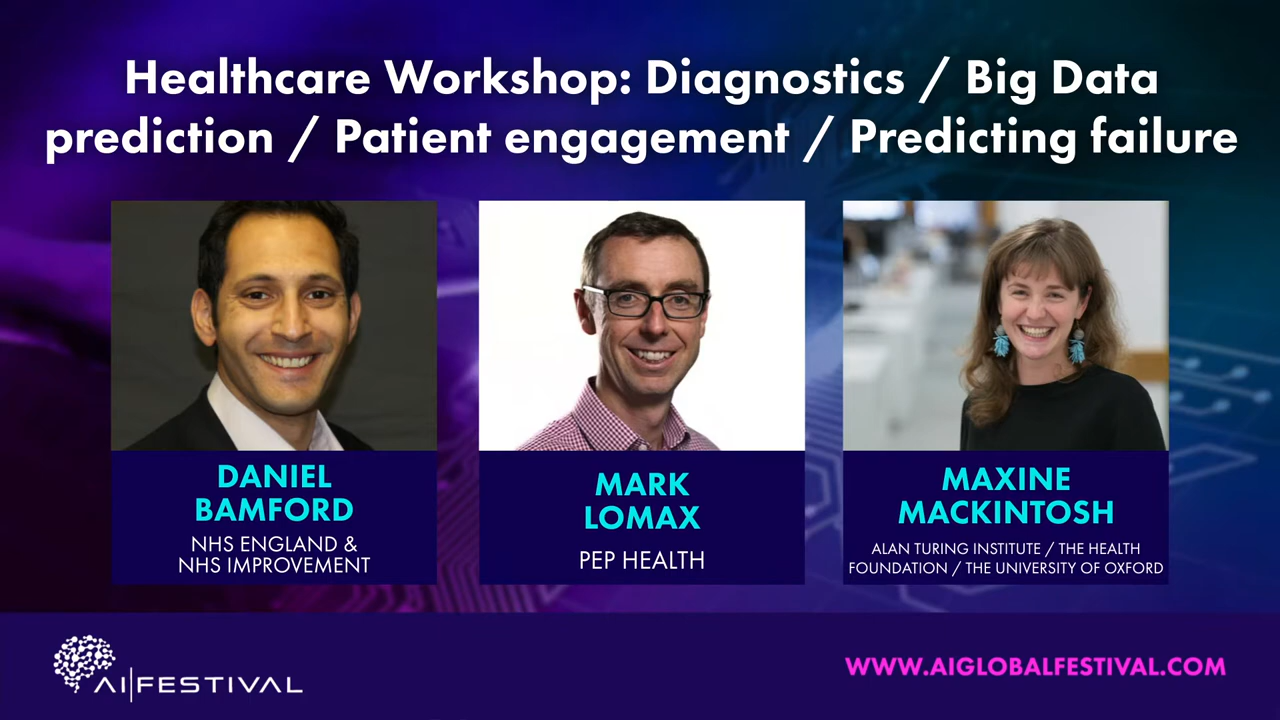 Healthcare Workshop: Diagnostics / Big Data
prediction / Patient engagement / Predicting failure
DANIEL
BAMFORD
NHS ENGLAND &
NHS IMPROVEMENT
MARK
LOMAX
PEP HEALTH
MAXINE
MACKINTOSH
ALAN TURING INSTITUTE / THE HEALTH
FOUNDATION / THE UNIVERSITY OF OXFORD
AI|FESTIVAL
WWW.AIGLOBALFESTIVAL.COM